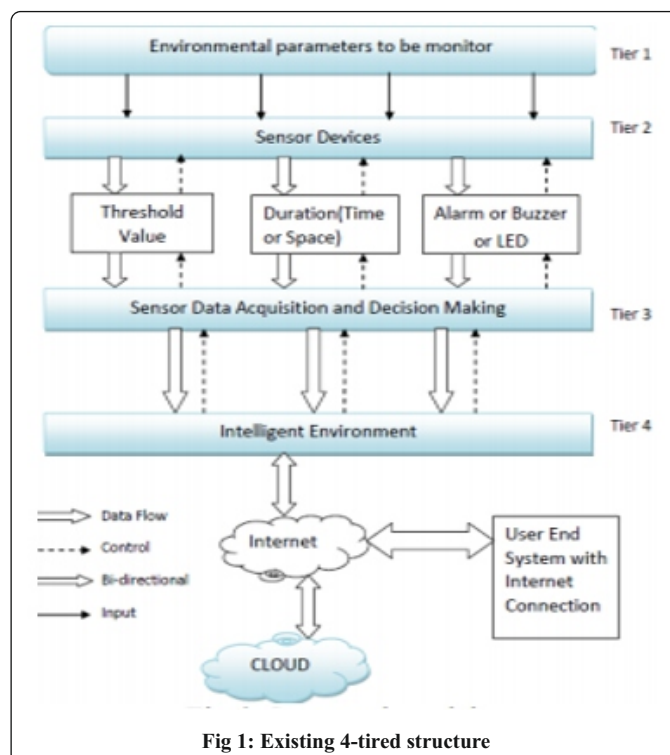 Environmental parameters to be monitor
Tier 1
Tier 2
Sensor Devices
Threshold
Value
Duration(Time
or Space)
Alarm or Buzzer
or LED
Sensor Data Acquisition and Decision Making
Tier 3
Tier 4
Intelligent Environment
Data Flow
Control
Bi-directional
Input
Internet
User End
System with
Internet
Connection
CLOUD
Fig 1: Existing 4-tired structure